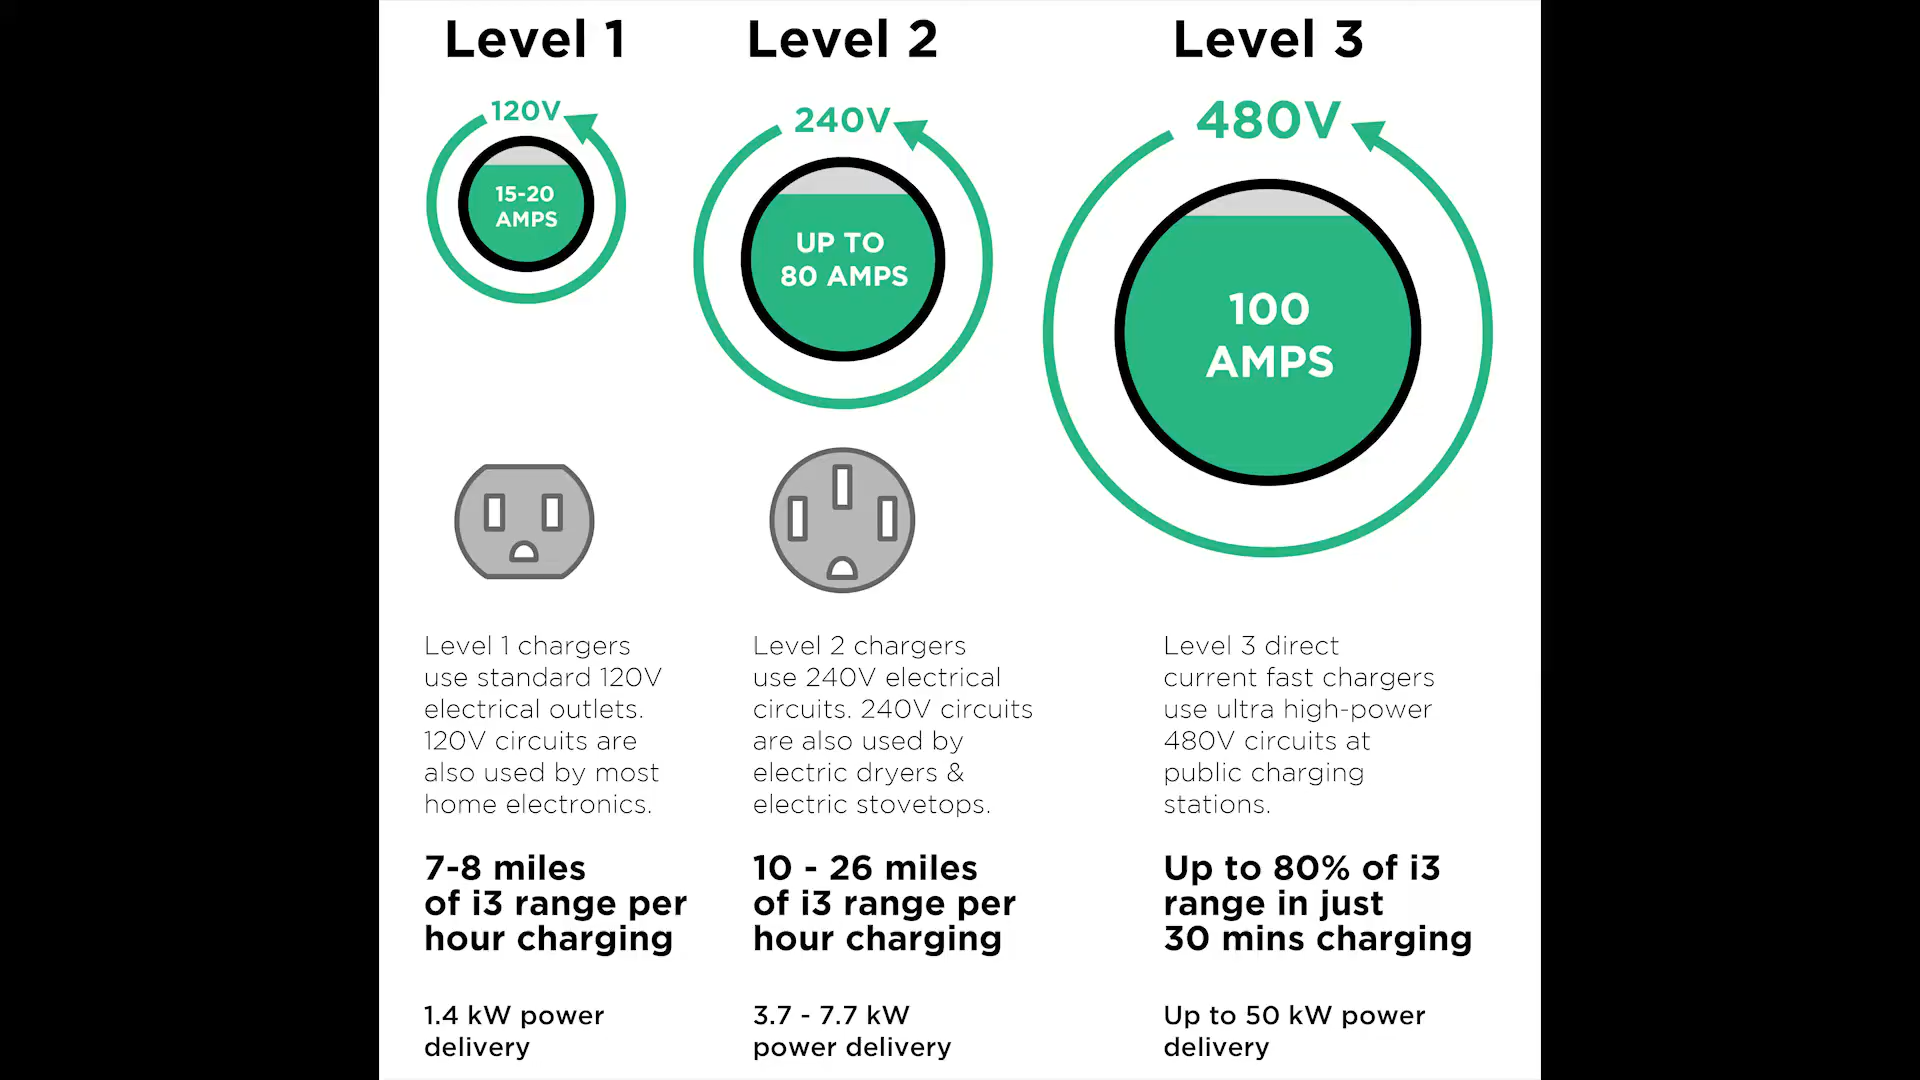 Level 1
120V
15-20
AMPS
Level 1 chargers
use standard 120V
electrical outlets.
120V circuits are
also used by most
home electronics.
7-8 miles
of i3 range per
hour charging
1.4 kW power
delivery
Level 2
240V
UP TO
80 AMPS
Level 2 chargers
use 240V electrical
circuits. 240V circuits
are also used by
electric dryers &
electric stovetops.
10 - 26 miles
of i3 range per
hour charging
3.7 - 7.7 kW
power delivery
Level 3
480V
100
AMPS
Level 3 direct
current fast chargers
use ultra high-power
480V circuits at
public charging
stations.
Up to 80% of i3
range in just
30 mins charging
Up to 50 kW power
delivery